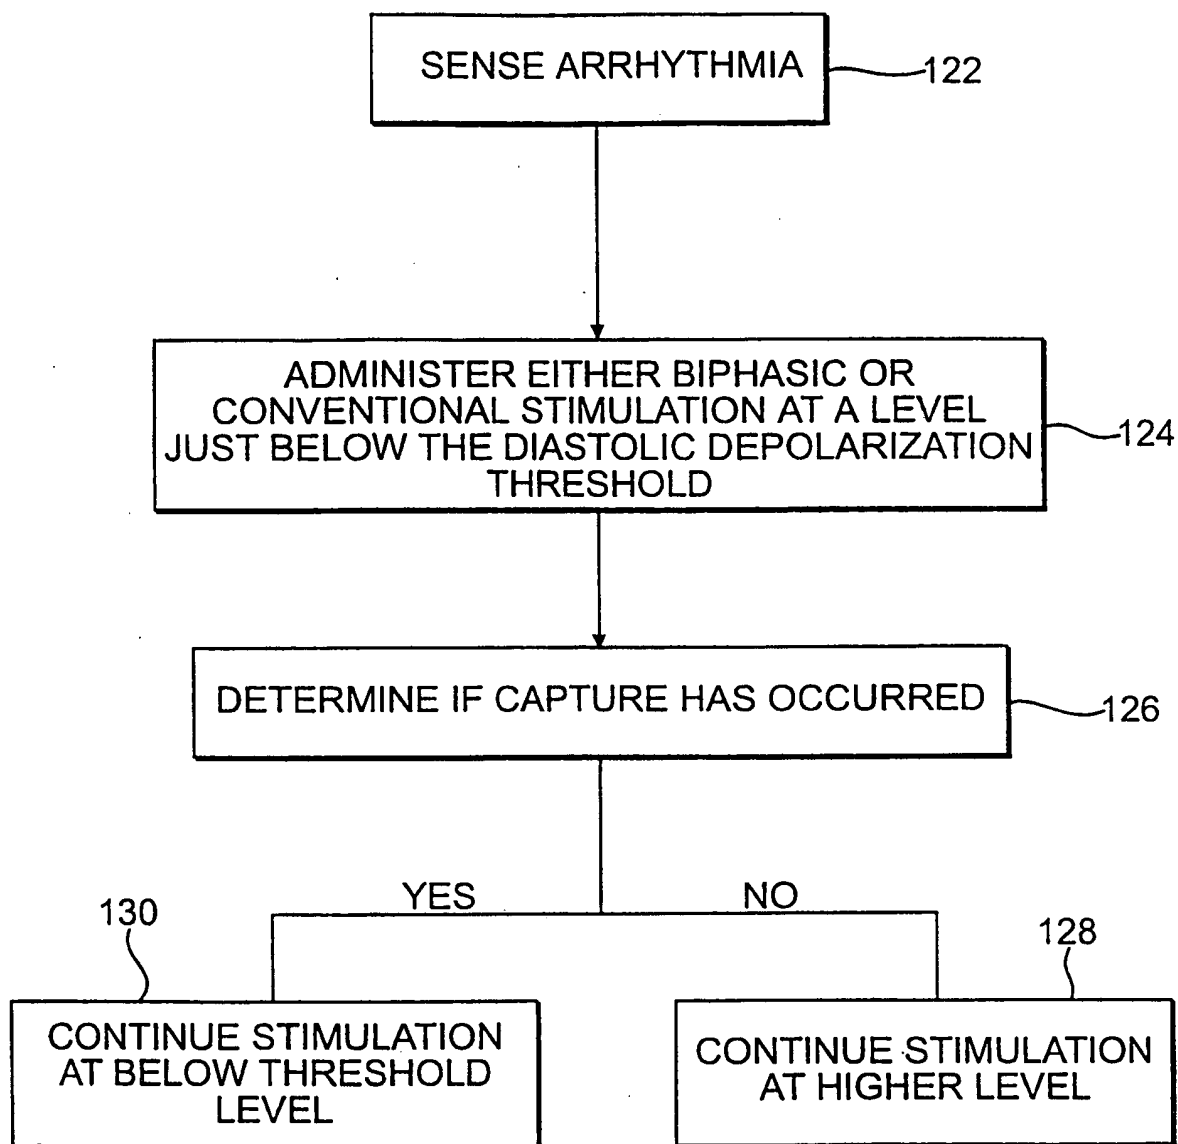 SENSE ARRHYTHMIA
122
ADMINISTER EITHER BIPHASIC OR
CONVENTIONAL STIMULATION AT A LEVEL
JUST BELOW THE DIASTOLIC DEPOLARIZATION
THRESHOLD
124
DETERMINE IF CAPTURE HAS OCCURRED
126
YES
NO
130
128
CONTINUE STIMULATION
AT BELOW THRESHOLD
LEVEL
CONTINUE STIMULATION
AT HIGHER LEVEL